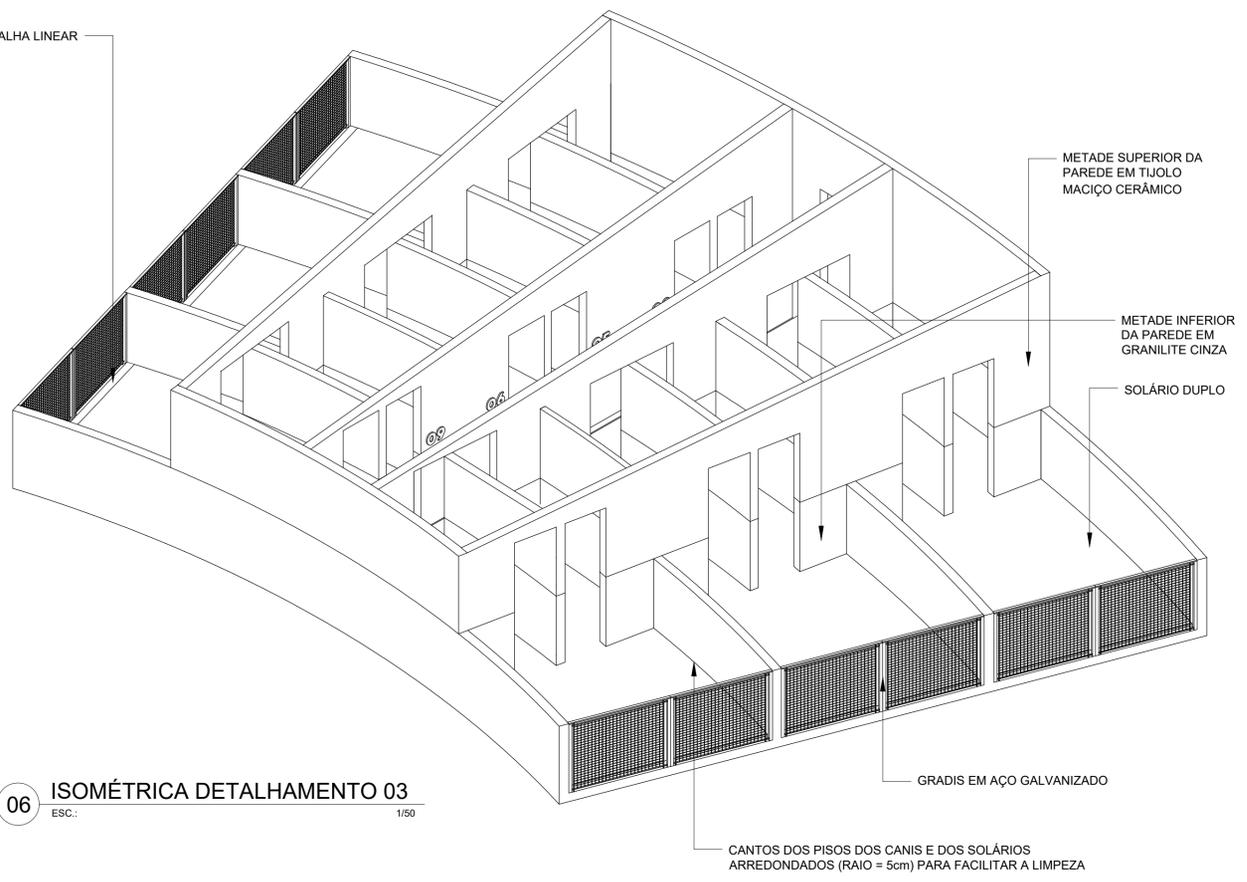 LINEAR
METADE SUPERIOR DA
PAREDE EM TIJOLO
MACIÇO CERÂMICO
METADE INFERIOR
DA PAREDE EM
GRANILITE CINZA
SOLÁRIO DUPLO
06
09
GRADIS EM AÇO GALVANIZADO
06 ISOMÉTRICA DETALHAMENTO 03
ESC.: 1/50
CANTOS DOS PISOS DOS CANIS E DOS SOLÁRIOS
ARREDONDADOS (RAIO = 5cm) PARA FACILITAR A LIMPEZA